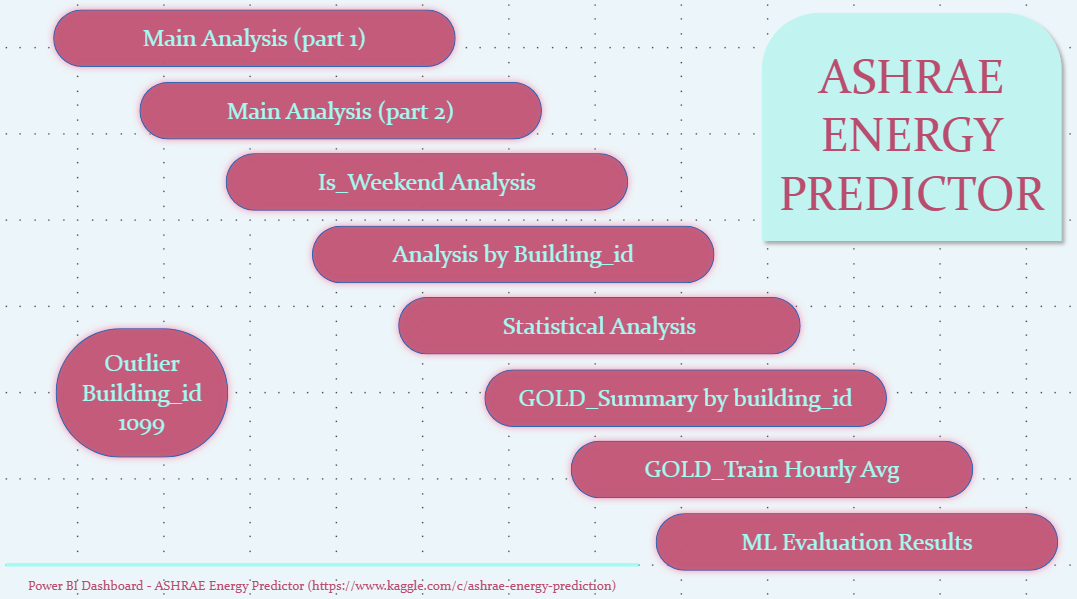 Main Analysis (part 1)
Main Analysis (part 2)
Is_Weekend Analysis
Analysis by Building_id
Statistical Analysis
GOLD_Summary by building_id
GOLD_Train Hourly Avg
ML Evaluation Results
ASHRAE
ENERGY
PREDICTOR
Outlier
Building_id
1099
Power BI Dashboard - ASHRAE Energy Predictor (https://www.kaggle.com/c/ashrae-energy-prediction)